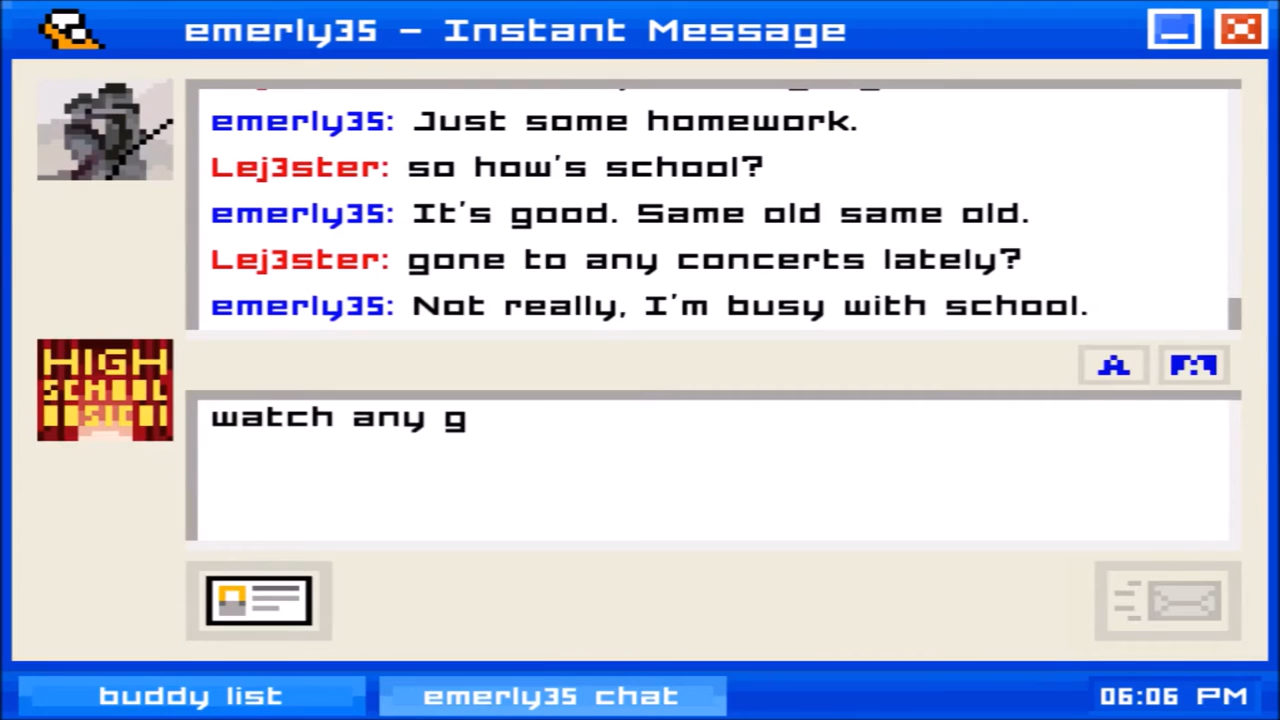 emerly35 - Instant Message
emerly35: Just some homework.
Lej3ster: so how's school?
emerly35: It's good. Same old same old.
Lej3ster: gone to any concerts lately?
emerly35: Not really, I'm busy with school.
HIGH
SCHOOL
A
watch any g
buddy list
emerly35 chat
06:06 PM